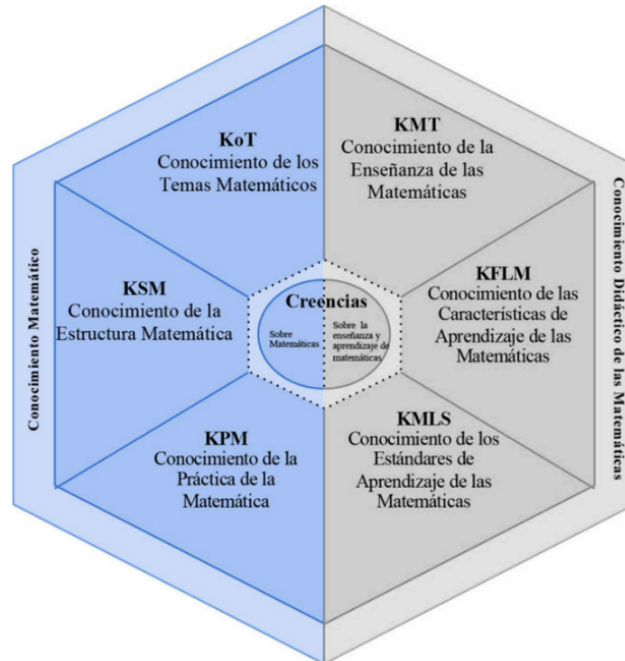 KoT
Conocimiento de los
Temas Matemáticos
KMT
Conocimiento de la
Enseñanza de las
Matemáticas
Conocimiento Matemático
KSM
Conocimiento de la
Estructura Matemática
Creencias
Sobre
Matemáticas
Sobre la
enseñanza y
aprendizaje de
matemáticas
KFLM
Conocimiento de las
Características de
Aprendizaje de las
Matemáticas
Conocimiento Didáctico de las Matemáticas
KPM
Conocimiento de la
Práctica de la
Matemática
KMLS
Conocimiento de los
Estándares de
Aprendizaje de las
Matemáticas